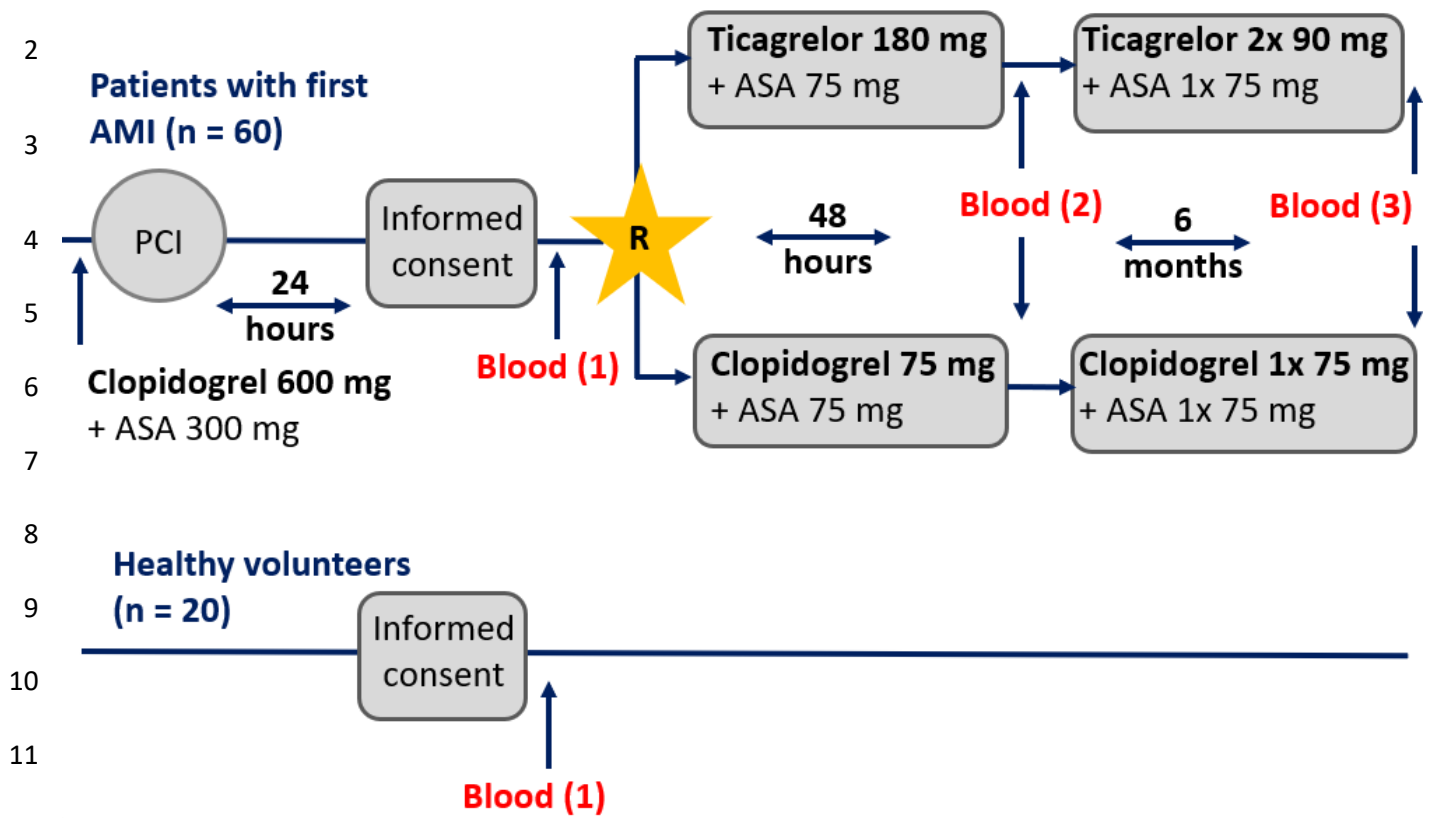 2
3
4
5
6
7
8
9
10
11
Patients with first
AMI (n = 60)
PCI
24
hours
Clopidogrel 600 mg
+ ASA 300 mg
Informed
consent
Blood (1)
R
Ticagrelor 180 mg
+ ASA 75 mg
48
hours
Clopidogrel 75 mg
+ ASA 75 mg
Blood (2)
Ticagrelor 2x 90 mg
+ ASA 1x 75 mg
6
months
Clopidogrel 1x 75 mg
+ ASA 1x 75 mg
Blood (3)
Healthy volunteers
(n = 20)
Informed
consent
Blood (1)